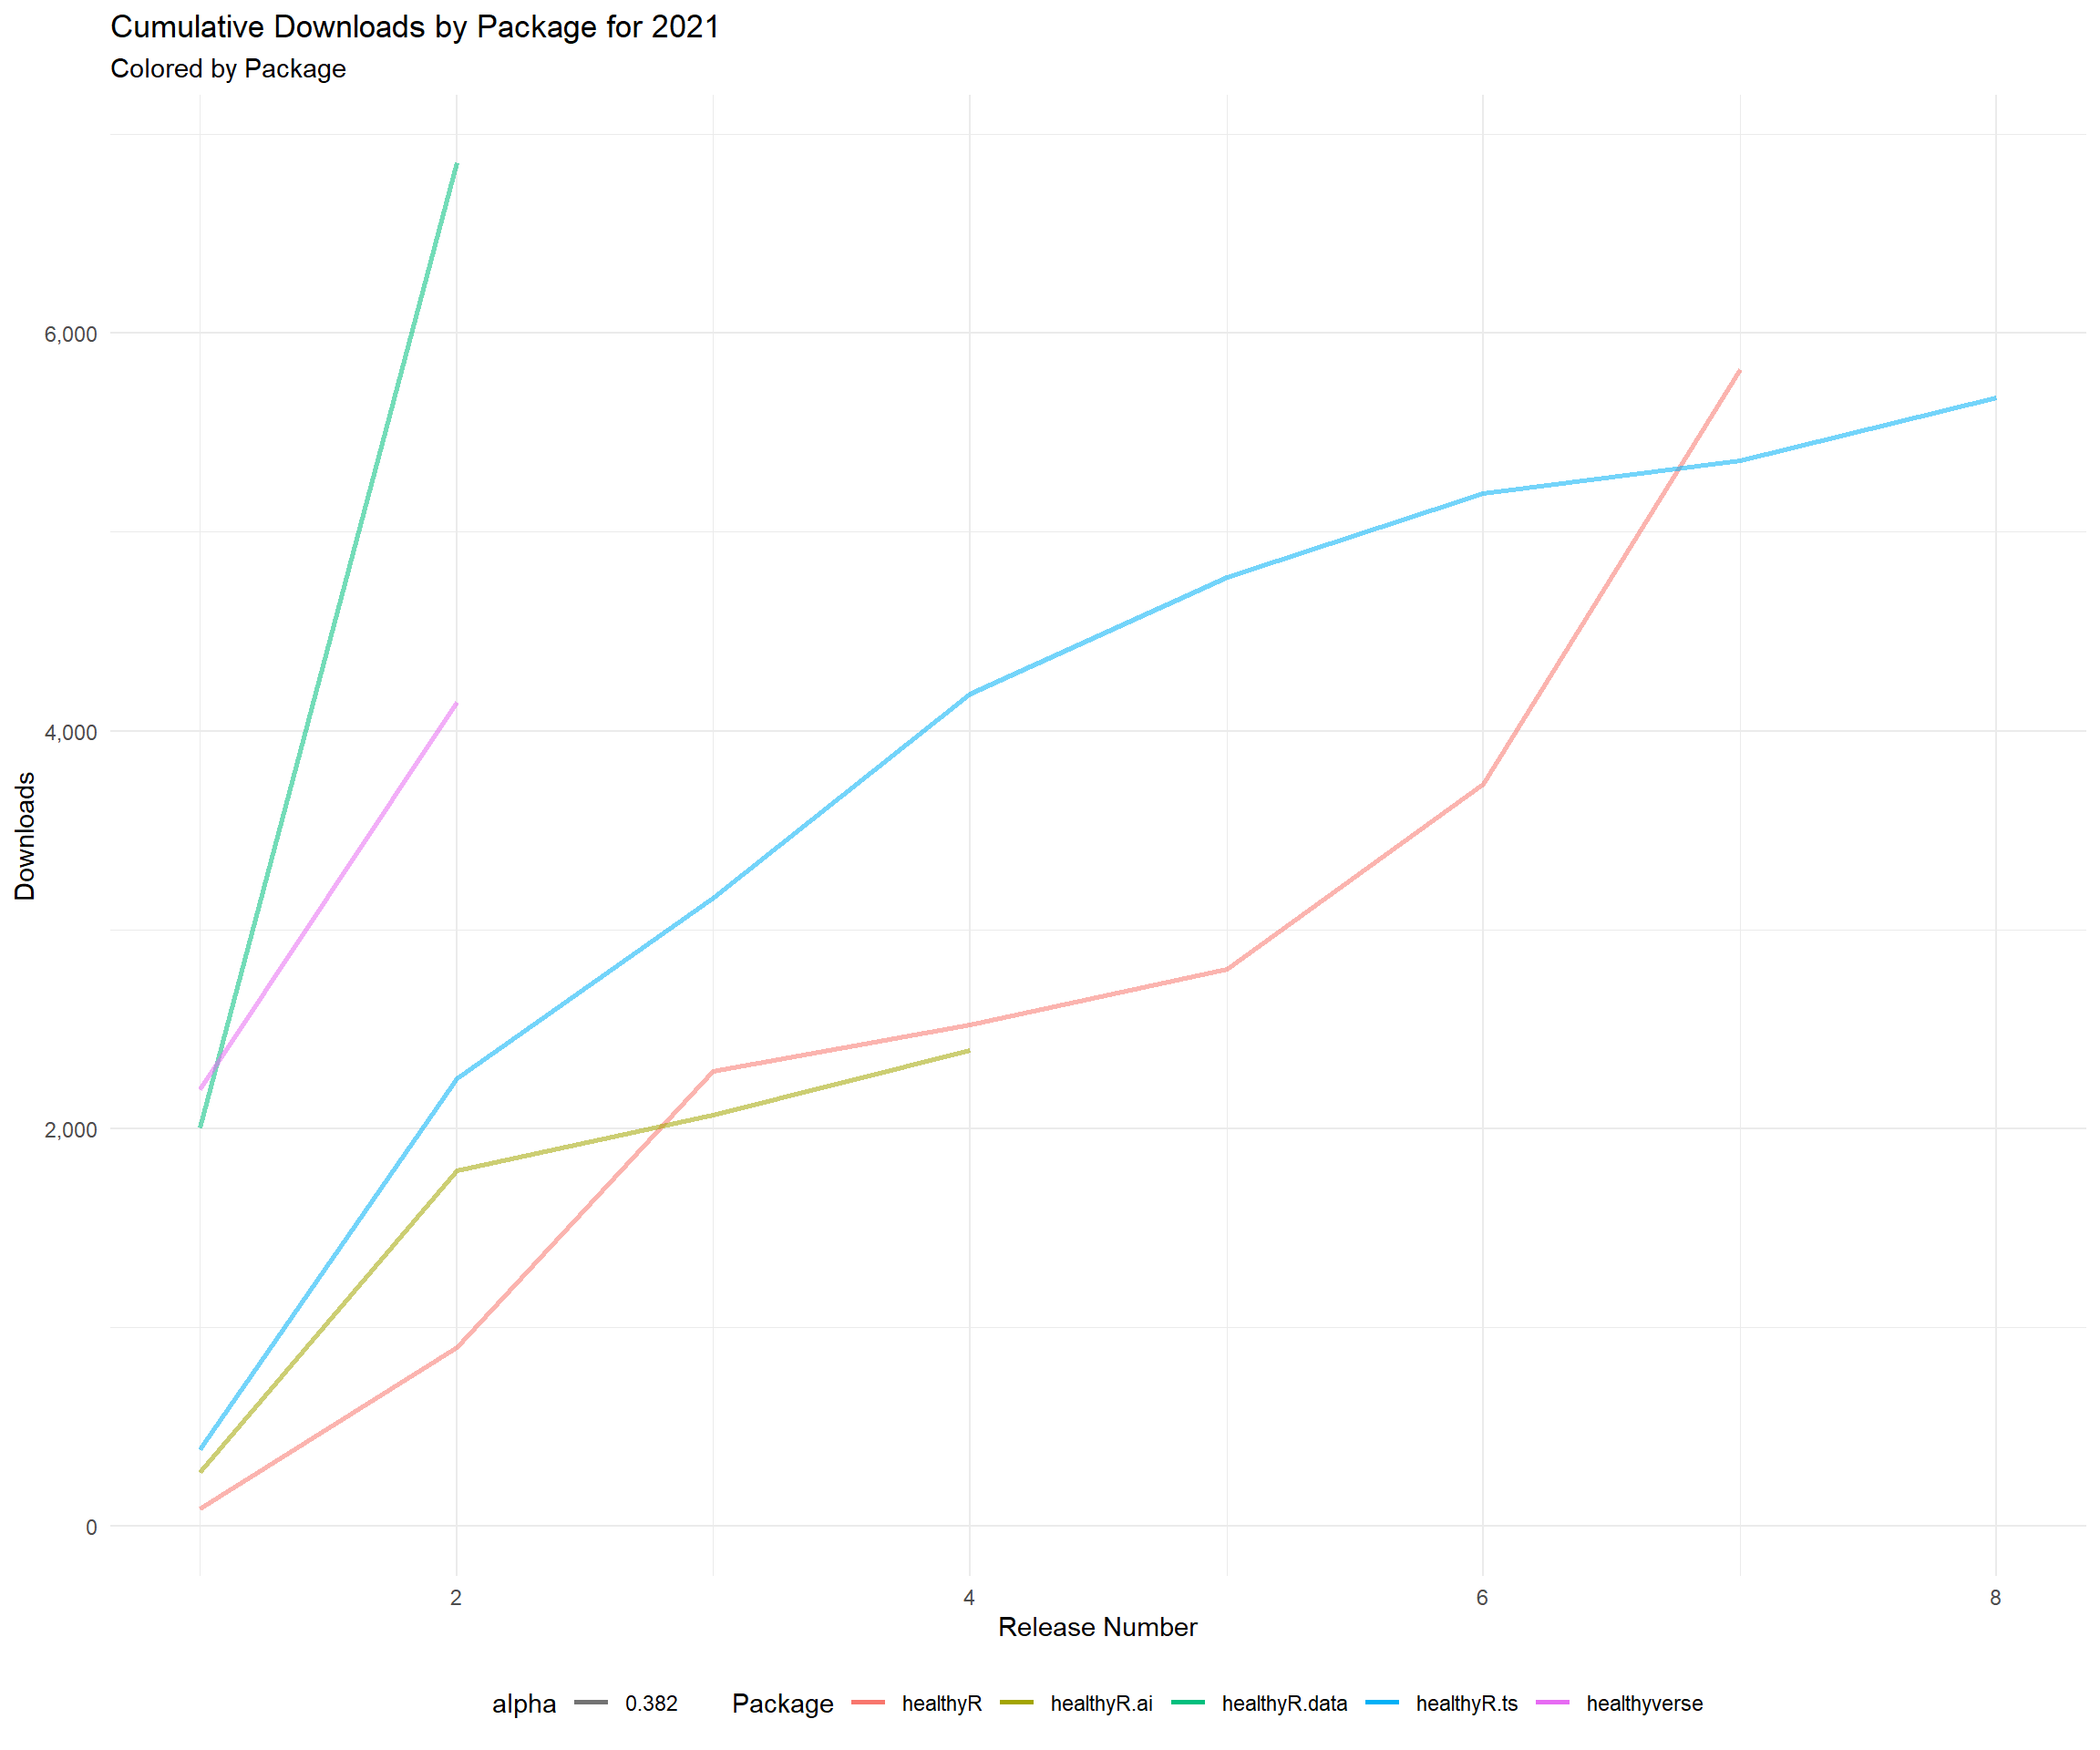 Cumulative Downloads by Package for 2021
Colored by Package
6,000
4,000
2,000
0
Downloads
2 4 6 8
Release Number
alpha 0.382 Package healthyR healthyR.ai healthyR.data healthyR.ts healthyverse